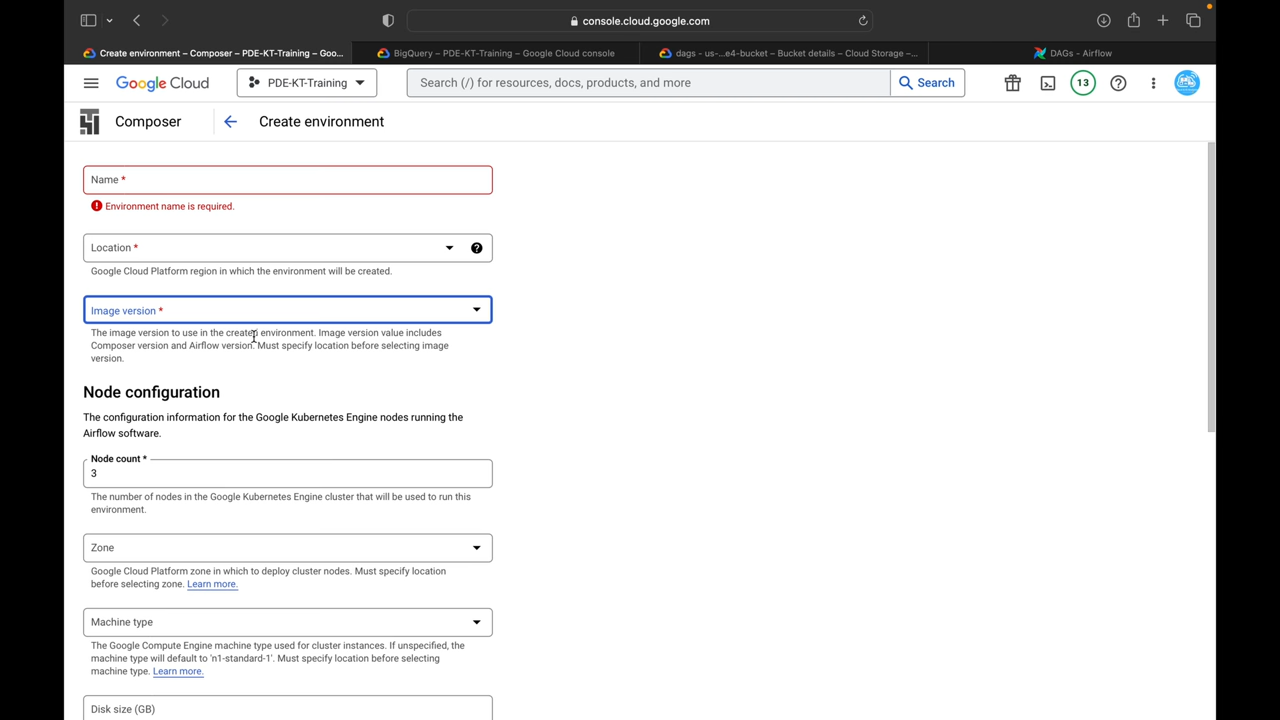 console.cloud.google.com
Create environment – Composer – PDE-KT-Training – Goo...
BigQuery – PDE-KT-Training – Google Cloud console
dags - us-...e4-bucket – Bucket details – Cloud Storage –...
DAGs - Airflow
Google Cloud
PDE-KT-Training
Search (/) for resources, docs, products, and more
Search
13
Composer
Create environment
Name *
Environment name is required.
Location *
Google Cloud Platform region in which the environment will be created.
Image version *
The image version to use in the created environment. Image version value includes
Composer version and Airflow version. Must specify location before selecting image
version.
Node configuration
The configuration information for the Google Kubernetes Engine nodes running the
Airflow software.
Node count *
3
The number of nodes in the Google Kubernetes Engine cluster that will be used to run this
environment.
Zone
Google Cloud Platform zone in which to deploy cluster nodes. Must specify location
before selecting zone. Learn more.
Machine type
The Google Compute Engine machine type used for cluster instances. If unspecified, the
machine type will default to 'n1-standard-1'. Must specify location before selecting
machine type. Learn more.
Disk size (GB)